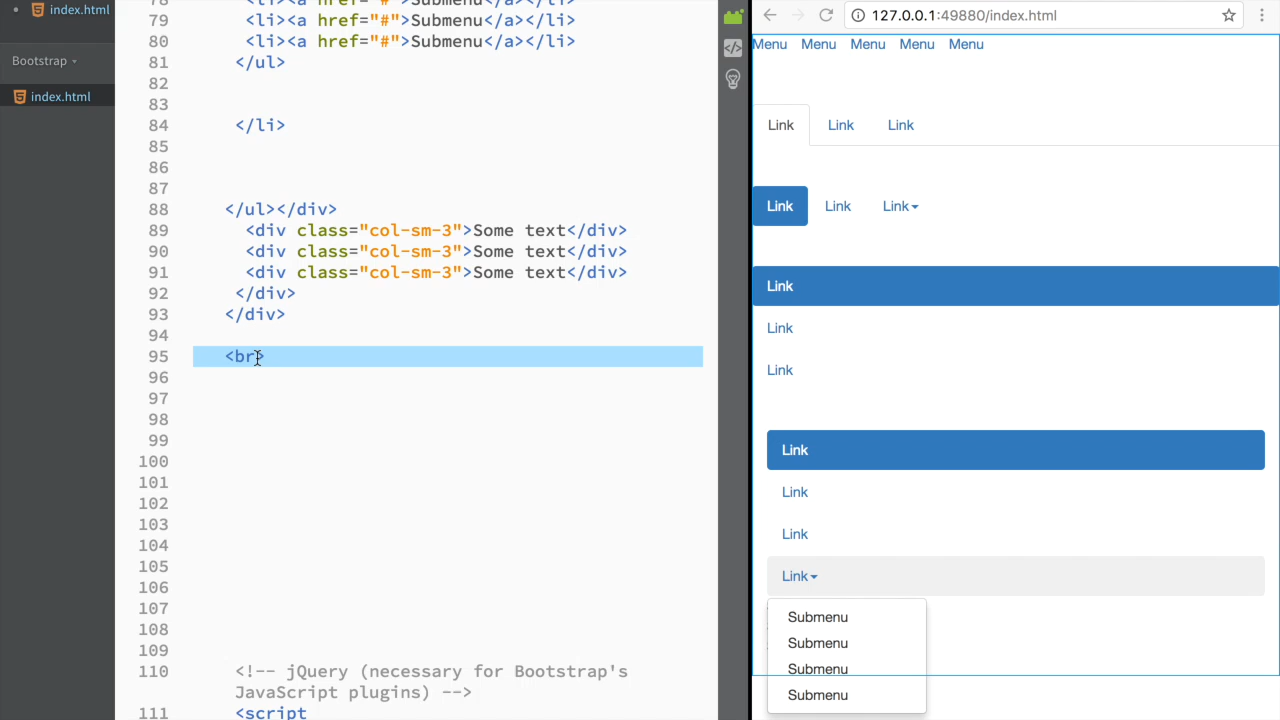 index.html
Bootstrap
index.html
78 <li><a href="#">Submenu</a></li>
79 <li><a href="#">Submenu</a></li>
80 <li><a href="#">Submenu</a></li>
81 </ul>
82
83
84 </li>
85
86
87
88 </ul></div>
89 <div class="col-sm-3">Some text</div>
90 <div class="col-sm-3">Some text</div>
91 <div class="col-sm-3">Some text</div>
92 </div>
93 </div>
94
95 <br>
96
97
98
99
100
101
102
103
104
105
106
107
108
109
110 <!-- jQuery (necessary for Bootstrap's
JavaScript plugins) -->
111 <script
127.0.0.1:49880/index.html
Menu Menu Menu Menu Menu
Link Link Link
Link Link Link
Link
Link
Link
Link
Link
Link
Link
Submenu
Submenu
Submenu
Submenu